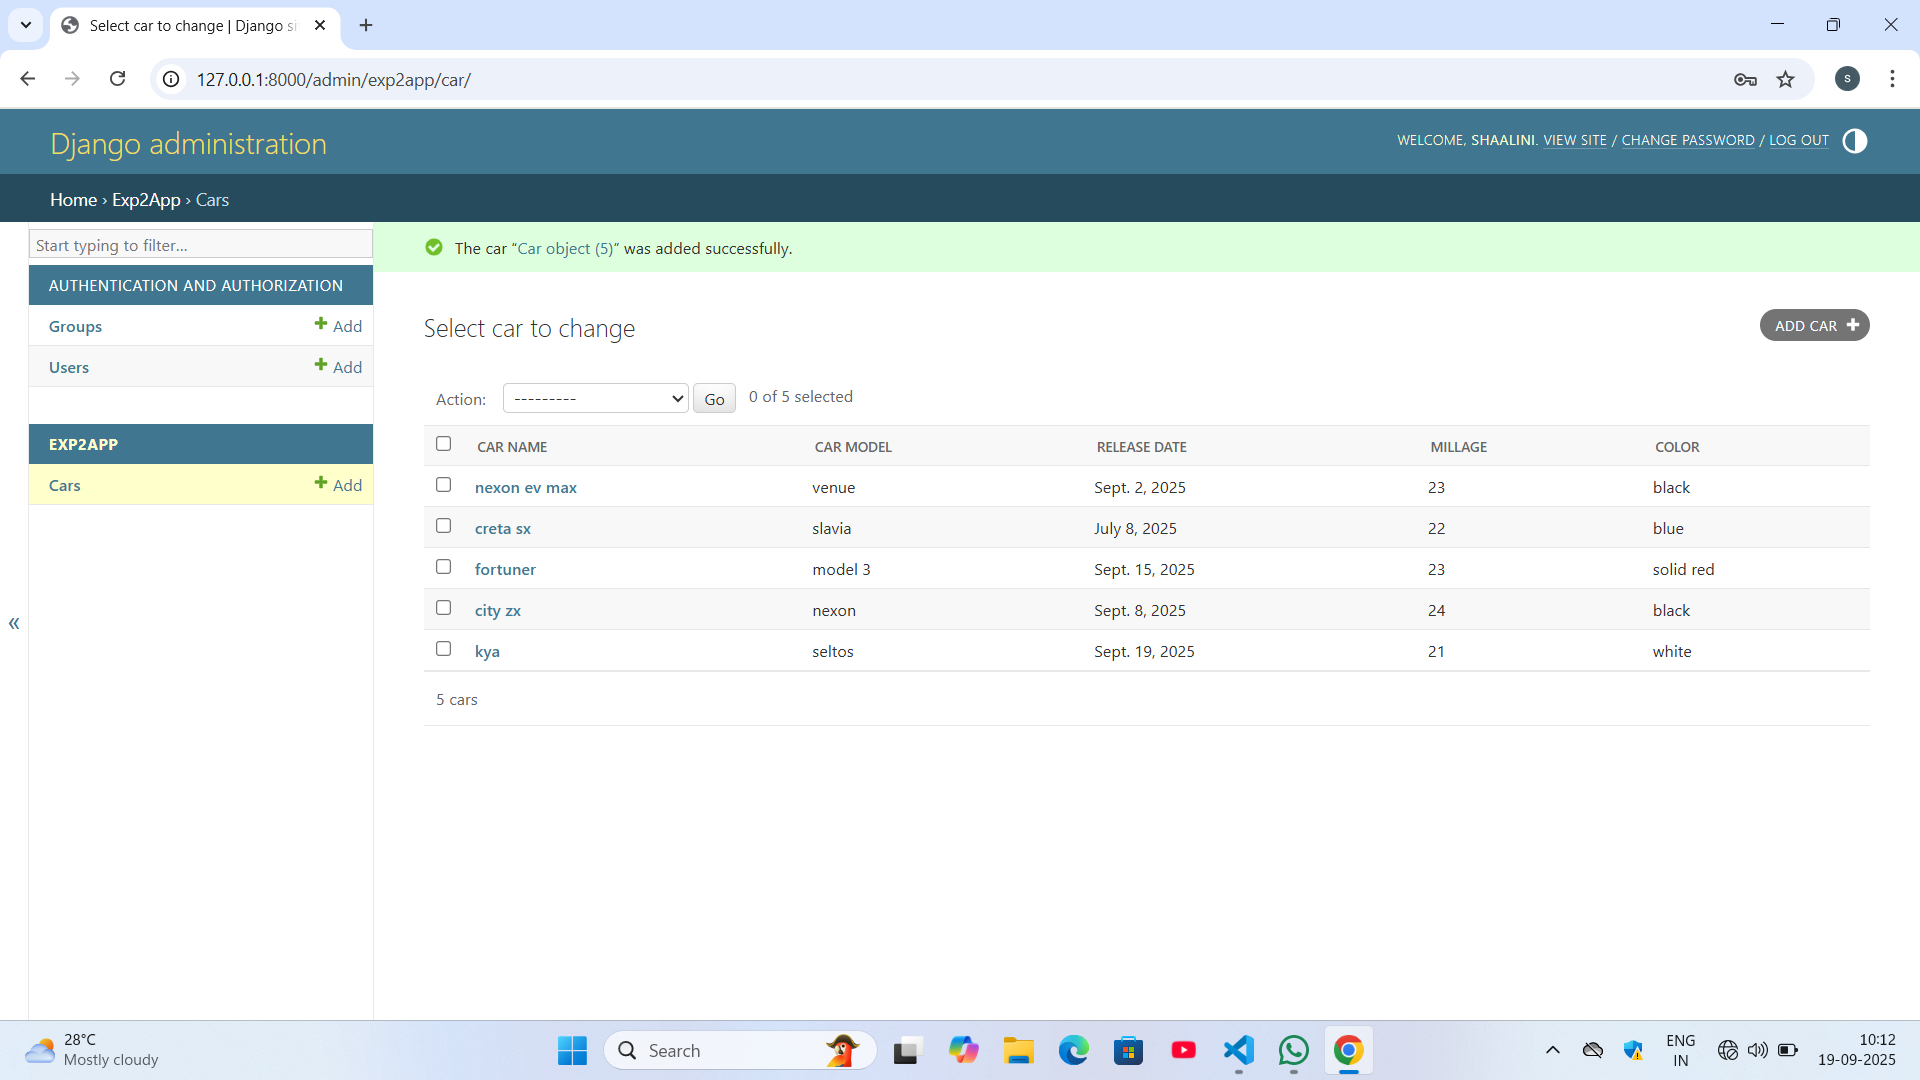 Select car to change | Django si
127.0.0.1:8000/admin/exp2app/car/
S
Django administration
WELCOME, SHAALINI. VIEW SITE / CHANGE PASSWORD / LOG OUT
Home › Exp2App › Cars
Start typing to filter...
AUTHENTICATION AND AUTHORIZATION
Groups + Add
Users + Add
EXP2APP
Cars + Add
«
The car “Car object (5)” was added successfully.
Select car to change
ADD CAR +
Action: --------- Go 0 of 5 selected
CAR NAME CAR MODEL RELEASE DATE MILLAGE COLOR
nexon ev max venue Sept. 2, 2025 23 black
creta sx slavia July 8, 2025 22 blue
fortuner model 3 Sept. 15, 2025 23 solid red
city zx nexon Sept. 8, 2025 24 black
kya seltos Sept. 19, 2025 21 white
5 cars
28°C
Mostly cloudy
Search
ENG
IN
10:12
19-09-2025